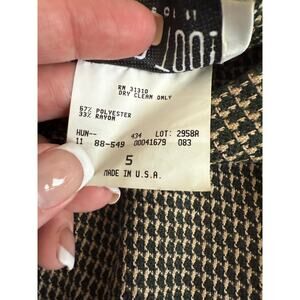 RN 31310
DRY CLEAN ONLY
67% POLYESTER
33% RAYON
HUN-- 434 LOT: 2958A
11 88-549 00041679 083
5
MADE IN U.S.A.